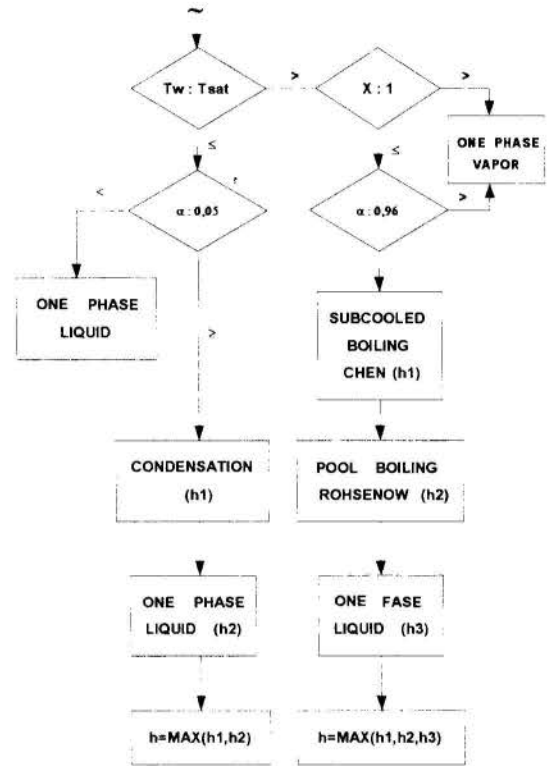 ~
Tw : Tsat
>
X : 1
>
ONE PHASE
VAPOR
≤
≤
<
α : 0,05
α : 0,96
>
ONE PHASE
LIQUID
>
SUBCOOLED
BOILING
CHEN (h1)
CONDENSATION
(h1)
POOL BOILING
ROHSENOW (h2)
ONE PHASE
LIQUID (h2)
ONE FASE
LIQUID (h3)
h=MAX(h1,h2)
h=MAX(h1,h2,h3)